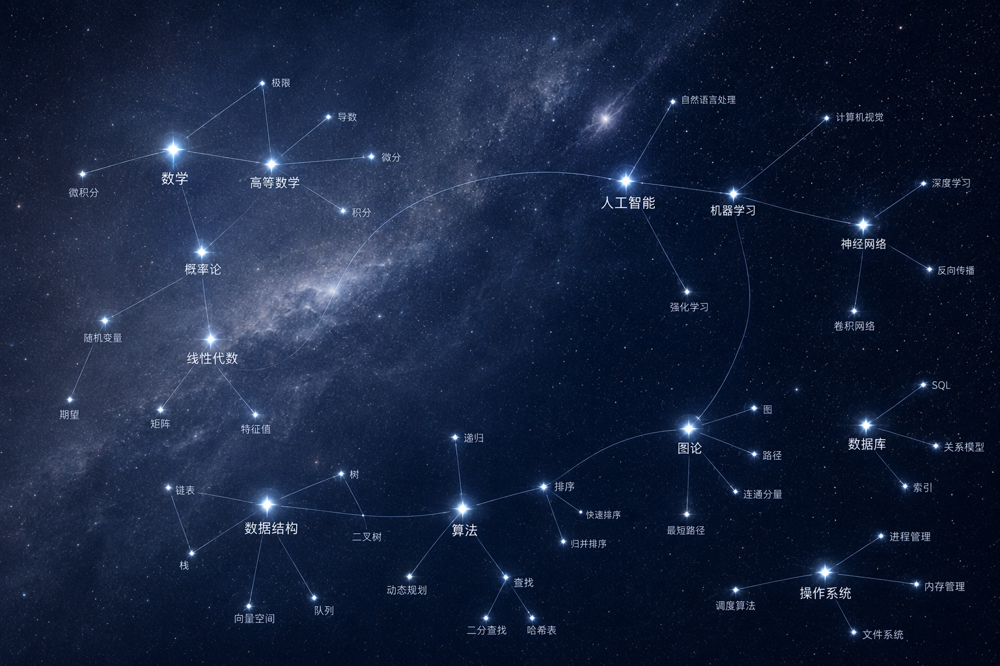 极限
自然语言处理
导数
计算机视觉
微分
数学
高等数学
微积分
深度学习
人工智能
积分
机器学习
神经网络
概率论
反向传播
强化学习
卷积网络
随机变量
线性代数
SQL
图
期望
矩阵
特征值
递归
数据库
关系模型
图论
路径
树
链表
排序
索引
连通分量
快速排序
数据结构
算法
最短路径
二叉树
归并排序
进程管理
栈
查找
动态规划
内存管理
操作系统
调度算法
队列
向量空间
二分查找
哈希表
文件系统